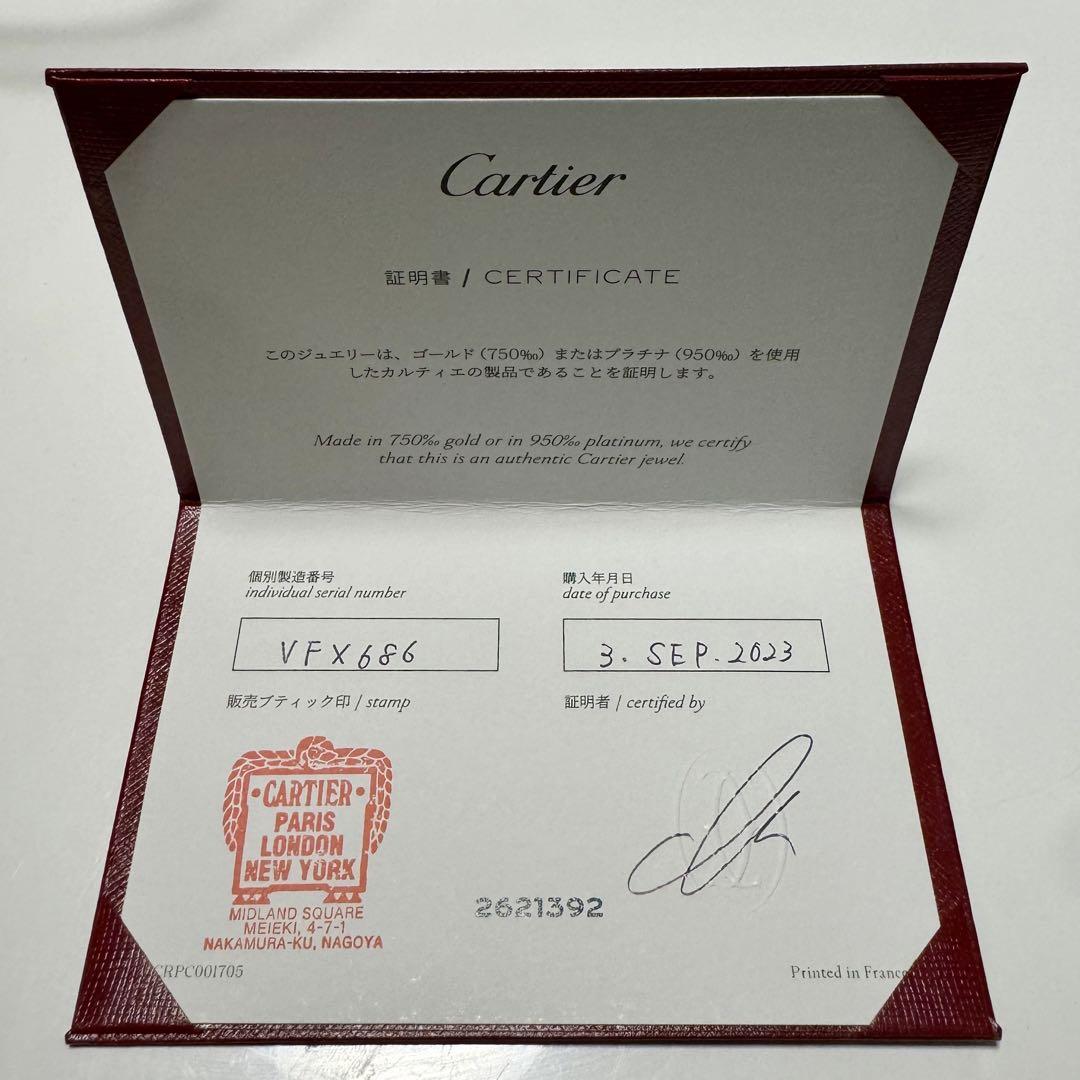 Cartier
証明書 / CERTIFICATE
このジュエリーは、ゴールド（750‰）またはプラチナ（950‰）を使用
したカルティエの製品であることを証明します。
Made in 750‰ gold or in 950‰ platinum, we certify
that this is an authentic Cartier jewel.
個別製造番号
individual serial number
VFX686
購入年月日
date of purchase
3. SEP. 2023
販売ブティック印 / stamp
証明者 / certified by
·CARTIER·
PARIS
LONDON
NEW YORK
MIDLAND SQUARE
MEIEKI, 4-7-1
NAKAMURA-KU, NAGOYA
2621392
CRPC001705
Printed in France